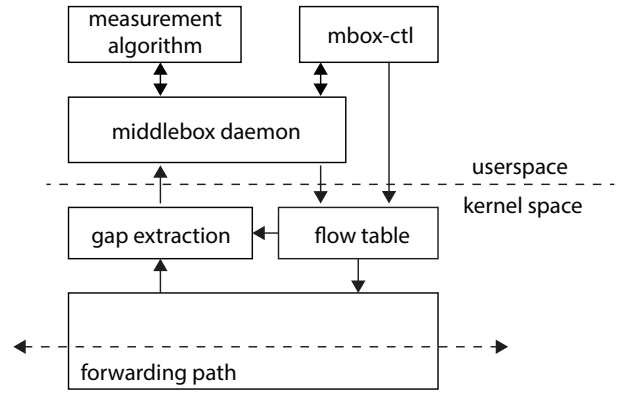 measurement
algorithm
mbox-ctl
middlebox daemon
userspace
kernel space
gap extraction
flow table
forwarding path